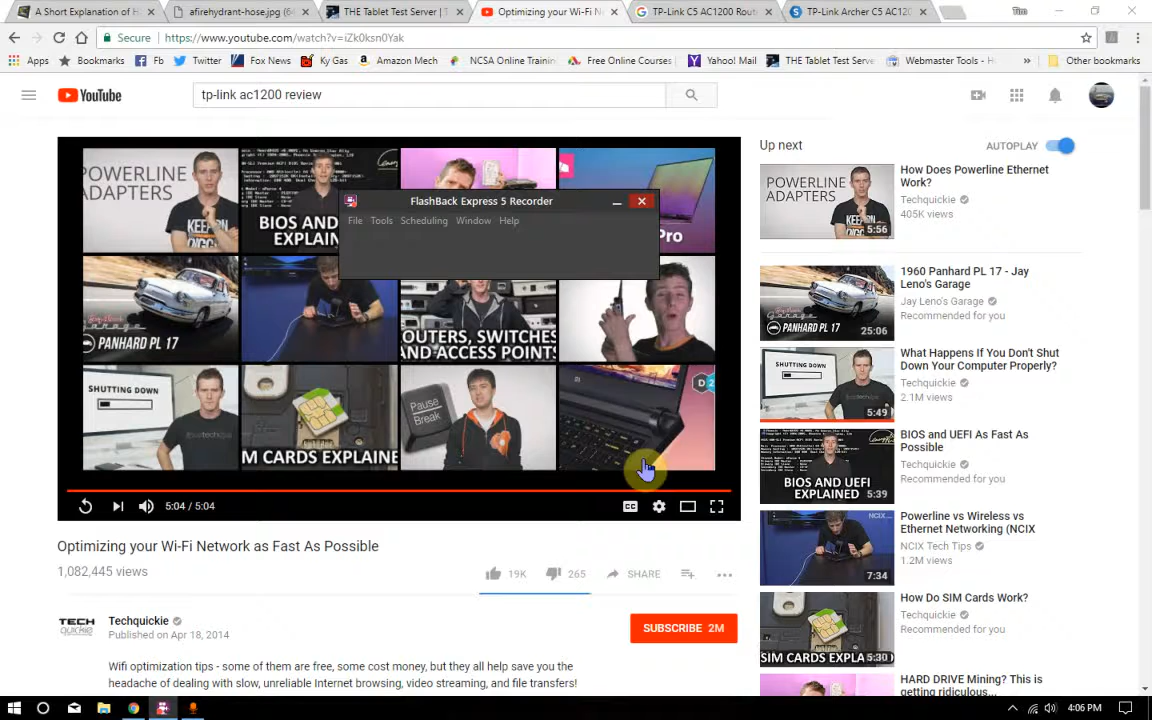 A Short Explanation of H
afirehydrant-hose.jpg (64
THE Tablet Test Server | T
Optimizing your Wi-Fi N
TP-Link C5 AC1200 Route
TP-Link Archer C5 AC120
Tim
Secure
https://www.youtube.com/watch?v=iZk0ksn0Yak
Apps
Bookmarks
Fb
Twitter
Fox News
Ky Gas
Amazon Mech
NCSA Online Trainin
Free Online Courses
Yahoo! Mail
THE Tablet Test Serve
Webmaster Tools - H
»
Other bookmarks
YouTube
tp-link ac1200 review
POWERLINE
ADAPTERS
BIOS AND
EXPLAIN
Pro
FlashBack Express 5 Recorder
File
Tools
Scheduling
Window
Help
Jay Leno's
Garage
PANHARD PL 17
OUTERS, SWITCHES
AND ACCESS POINTS
SHUTTING DOWN
M CARDS EXPLAINE
Pause
Break
D 2
5:04 / 5:04
CC
Optimizing your Wi-Fi Network as Fast As Possible
1,082,445 views
19K
265
SHARE
TECH
QUICKIE
Techquickie
Published on Apr 18, 2014
SUBSCRIBE 2M
Wifi optimization tips - some of them are free, some cost money, but they all help save you the
headache of dealing with slow, unreliable Internet browsing, video streaming, and file transfers!
Up next
AUTOPLAY
POWERLINE
ADAPTERS
5:56
How Does Powerline Ethernet
Work?
Techquickie
405K views
PANHARD PL 17
25:06
1960 Panhard PL 17 - Jay
Leno's Garage
Jay Leno's Garage
Recommended for you
SHUTTING DOWN
5:49
What Happens If You Don't Shut
Down Your Computer Properly?
Techquickie
2.1M views
BIOS AND UEFI
EXPLAINED
5:39
BIOS and UEFI As Fast As
Possible
Techquickie
Recommended for you
NCIX
7:34
Powerline vs Wireless vs
Ethernet Networking (NCIX
NCIX Tech Tips
1.2M views
SIM CARDS EXPLA
5:30
How Do SIM Cards Work?
Techquickie
Recommended for you
HARD DRIVE Mining? This is
getting ridiculous...
4:06 PM